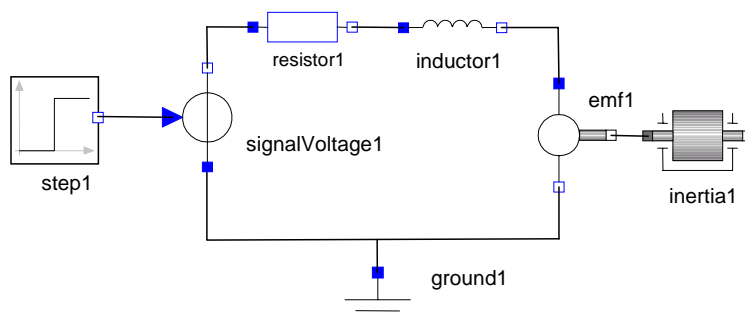 resistor1
inductor1
emf1
signalVoltage1
step1
inertia1
ground1